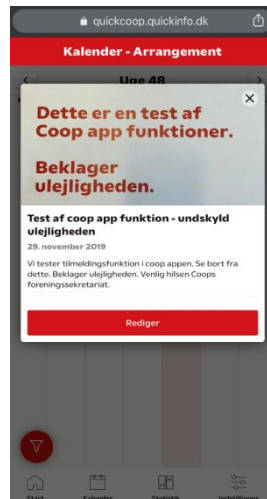 quickcoop.quickinfo.dk
Kalender - Arrangement
Uge 48
Dette er en test af
Coop app funktioner.
Beklager
ulejligheden.
Test af coop app funktion - undskyld
ulejligheden
29. november 2019
Vi tester tilmeldingsfunktion i coop appen. Se bort fra
dette. Beklager ulejligheden. Venlig hilsen Coops
foreningssekretariat.
Rediger
Start Kalender Statistik Indstillinger